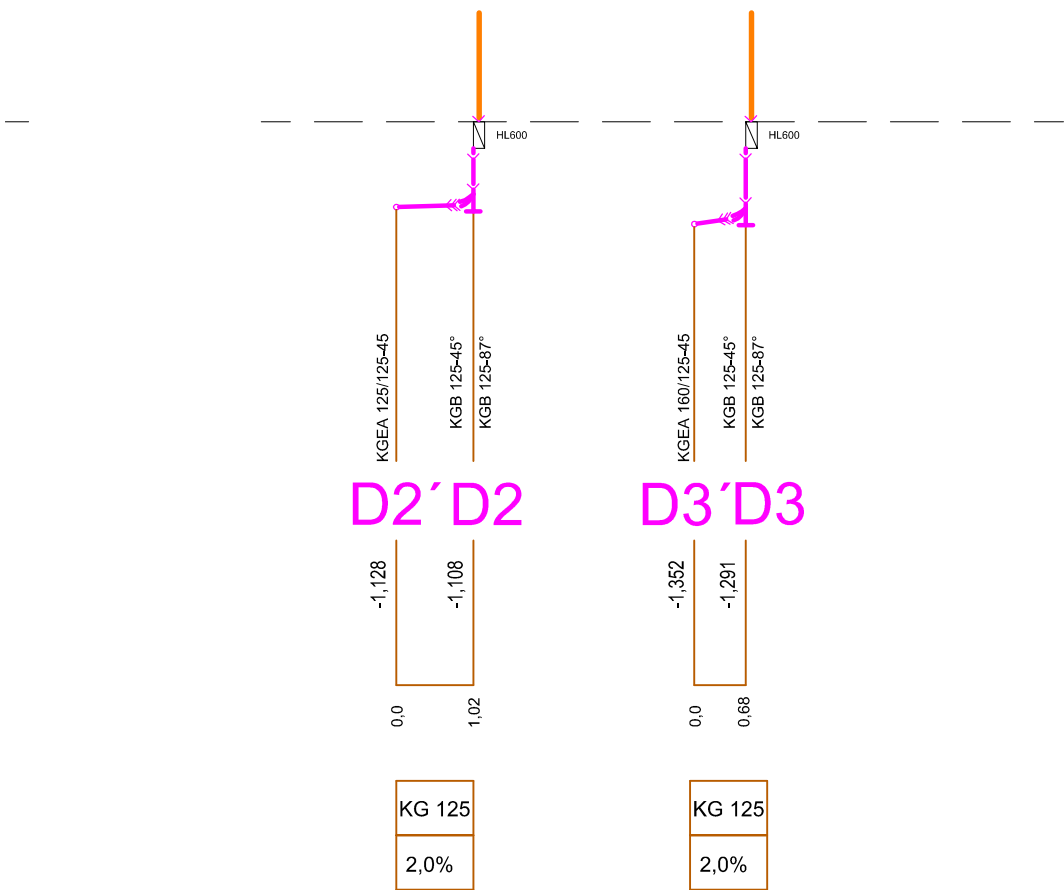 HL600
HL600
KGEA 125/125-45
KGB 125-45°
KGB 125-87°
KGEA 160/125-45
KGB 125-45°
KGB 125-87°
D2´ D2
D3´ D3
-1,128
-1,108
-1,352
-1,291
0,0
1,02
0,0
0,68
KG 125
KG 125
2,0%
2,0%